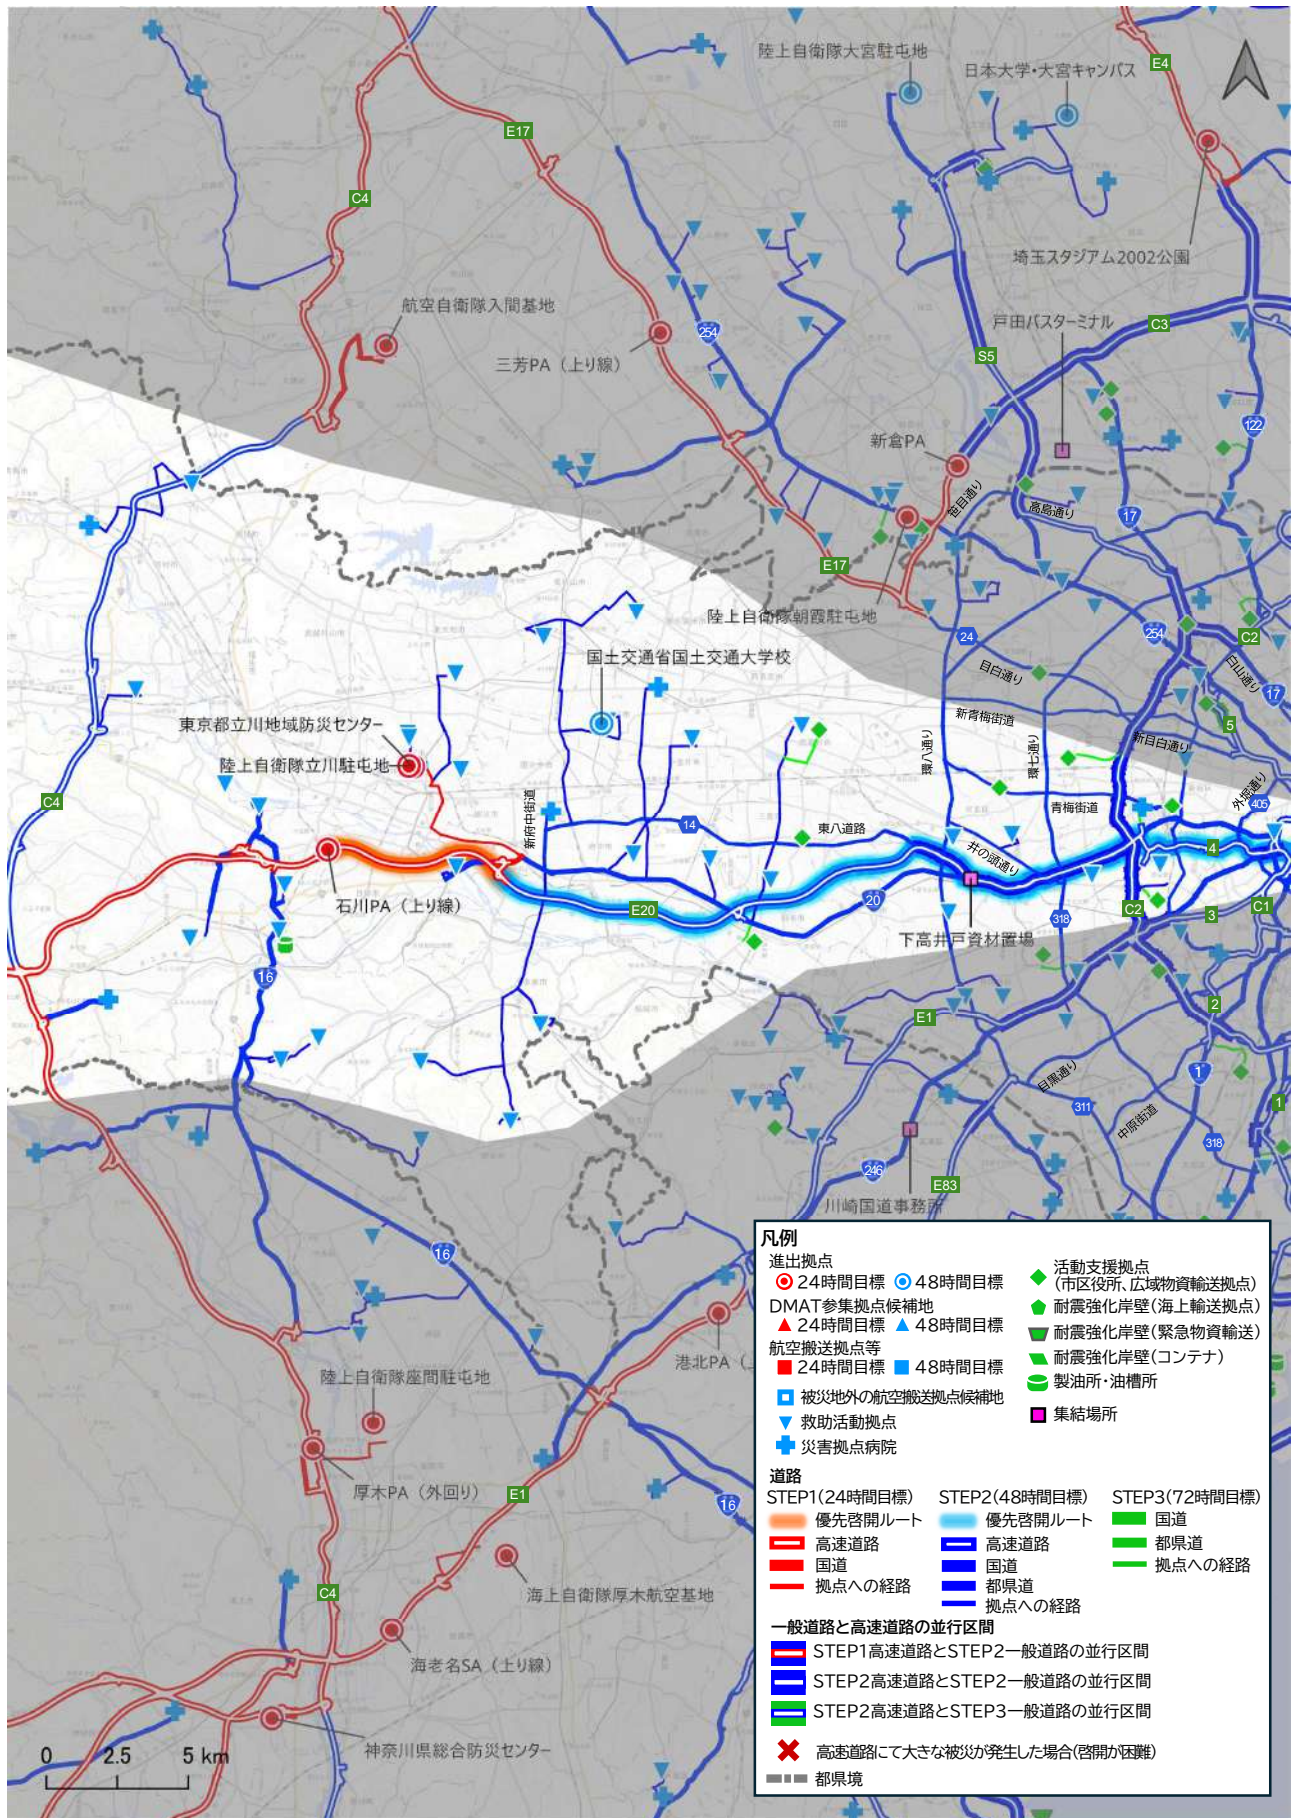 陸上自衛隊大宮駐屯地
日本大学・大宮キャンパス
E4
E17
C4
埼玉スタジアム2002公園
航空自衛隊入間基地
戸田バスターミナル
C3
254
三芳PA（上り線）
S5
122
新倉PA
笹目通り
高島通り
17
E17
陸上自衛隊朝霞駐屯地
24
254
C2
目白通り
白山通り
17
国土交通省国土交通大学校
新青梅街道
5
東京都立川地域防災センター
環八通り
環七通り
新目白通り
陸上自衛隊立川駐屯地
外堀通り
C4
新府中街道
青梅街道
405
14
東八道路
井の頭通り
4
石川PA（上り線）
E20
20
318
C2
3
C1
下高井戸資材置場
16
2
E1
目黒通り
1
311
中原街道
1
318
246
E83
川崎国道事務所
16
港北PA（上
陸上自衛隊座間駐屯地
厚木PA（外回り）
E1
16
海上自衛隊厚木航空基地
C4
海老名SA（上り線）
神奈川県総合防災センター
0 2.5 5 km
凡例
進出拠点
24時間目標 48時間目標
DMAT参集拠点候補地
24時間目標 48時間目標
航空搬送拠点等
24時間目標 48時間目標
被災地外の航空搬送拠点候補地
救助活動拠点
災害拠点病院
活動支援拠点
(市区役所、広域物資輸送拠点)
耐震強化岸壁(海上輸送拠点)
耐震強化岸壁(緊急物資輸送)
耐震強化岸壁(コンテナ)
製油所・油槽所
集結場所
道路
STEP1(24時間目標) STEP2(48時間目標) STEP3(72時間目標)
優先啓開ルート 優先啓開ルート 国道
高速道路 高速道路 都県道
国道 国道 拠点への経路
拠点への経路 都県道
拠点への経路
一般道路と高速道路の並行区間
STEP1高速道路とSTEP2一般道路の並行区間
STEP2高速道路とSTEP2一般道路の並行区間
STEP2高速道路とSTEP3一般道路の並行区間
高速道路にて大きな被災が発生した場合(啓開が困難)
都県境